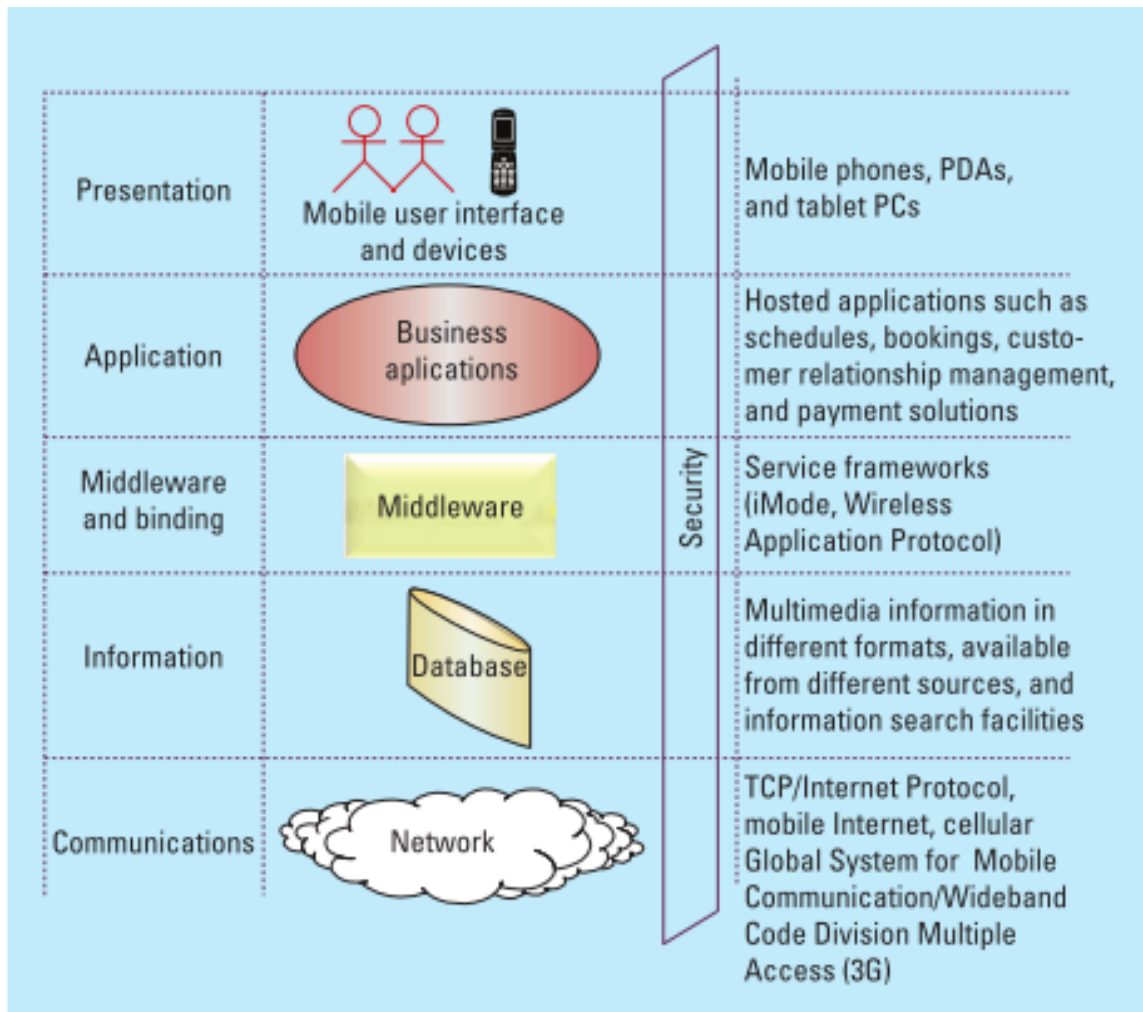 Presentation
Mobile user interface
and devices
Mobile phones, PDAs,
and tablet PCs
Application
Business
aplications
Hosted applications such as
schedules, bookings, custo-
mer relationship management,
and payment solutions
Middleware
and binding
Middleware
Security
Service frameworks
(iMode, Wireless
Application Protocol)
Information
Database
Multimedia information in
different formats, available
from different sources, and
information search facilities
Communications
Network
TCP/Internet Protocol,
mobile Internet, cellular
Global System for Mobile
Communication/Wideband
Code Division Multiple
Access (3G)